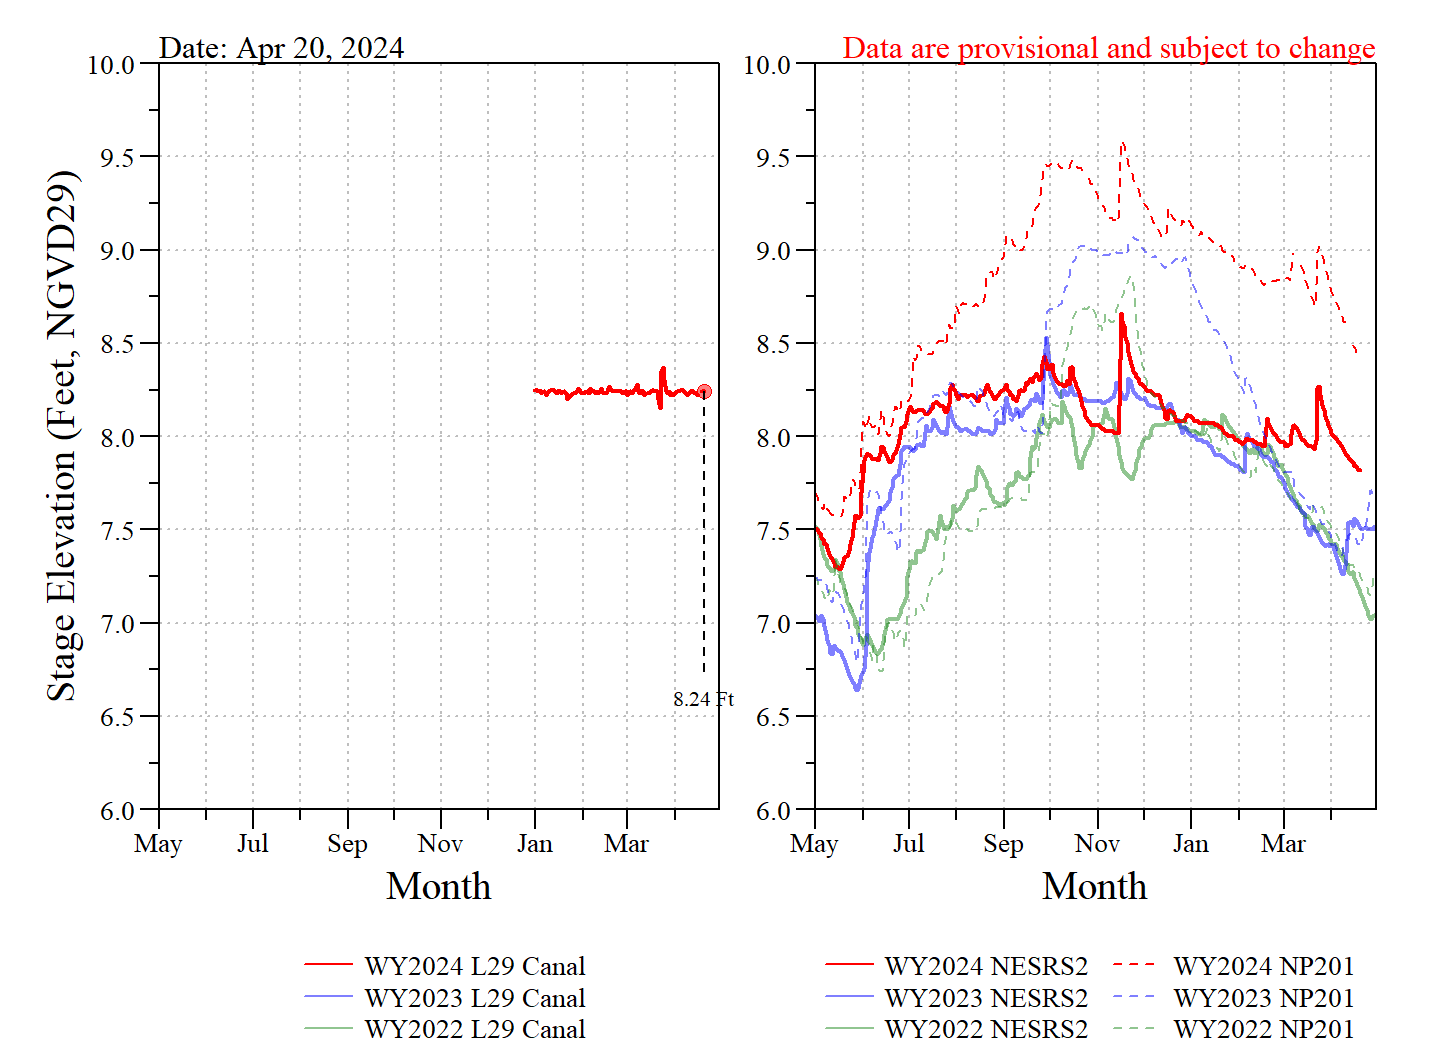 Date: Apr 20, 2024
Data are provisional and subject to change
Stage Elevation (Feet, NGVD29)
10.0
9.5
9.0
8.5
8.0
7.5
7.0
6.5
6.0
8.24 Ft
May Jul Sep Nov Jan Mar
Month
10.0
9.5
9.0
8.5
8.0
7.5
7.0
6.5
6.0
May Jul Sep Nov Jan Mar
Month
WY2024 L29 Canal
WY2023 L29 Canal
WY2022 L29 Canal
WY2024 NESRS2 WY2024 NP201
WY2023 NESRS2 WY2023 NP201
WY2022 NESRS2 WY2022 NP201